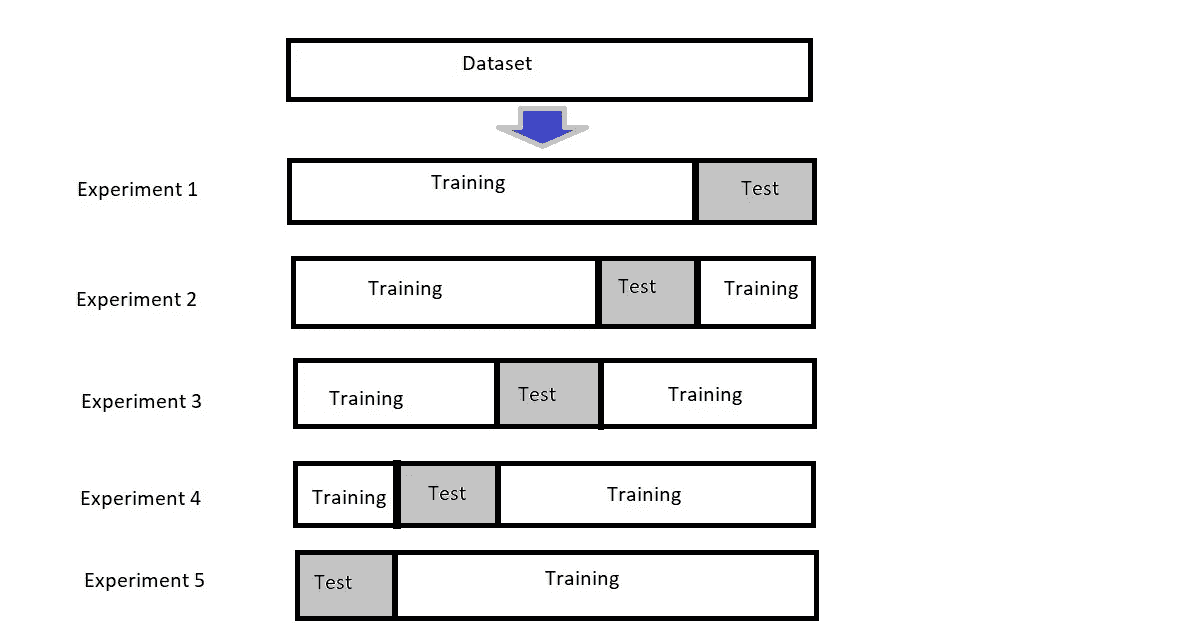 Dataset
Experiment 1
Training
Test
Experiment 2
Training
Test
Training
Experiment 3
Training
Test
Training
Experiment 4
Training
Test
Training
Experiment 5
Test
Training